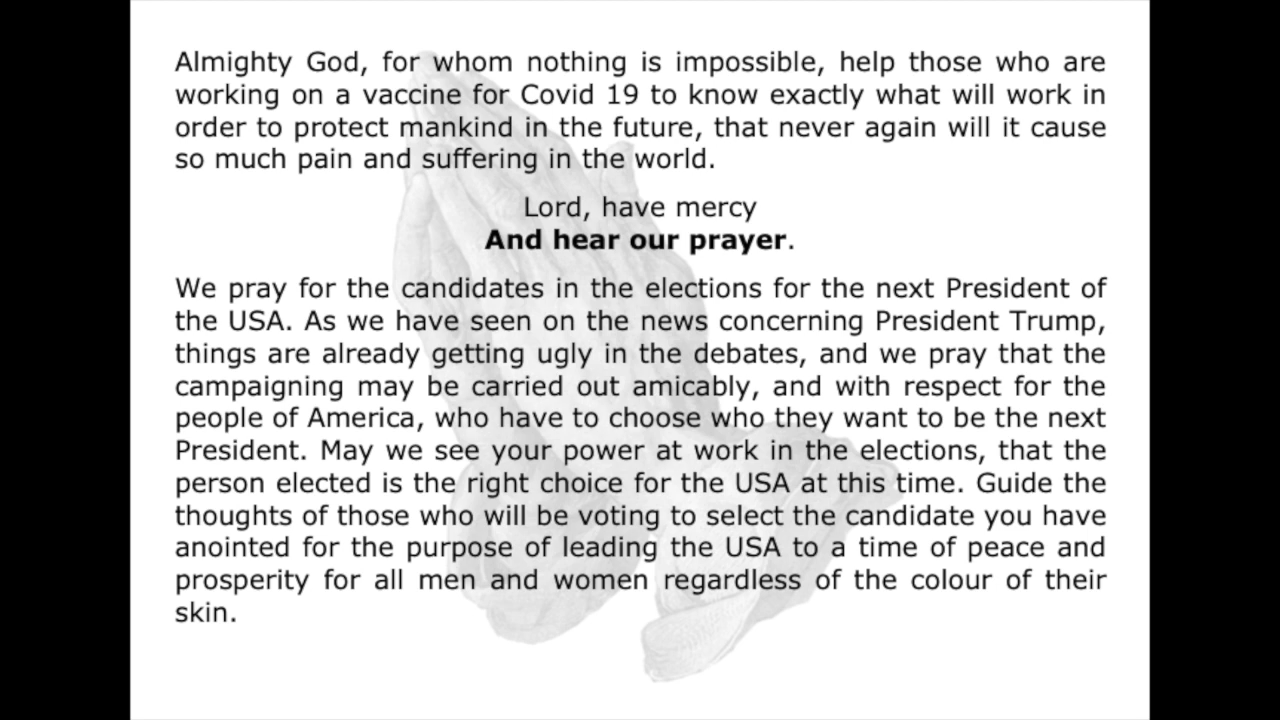 Almighty God, for whom nothing is impossible, help those who are
working on a vaccine for Covid 19 to know exactly what will work in
order to protect mankind in the future, that never again will it cause
so much pain and suffering in the world.
Lord, have mercy
And hear our prayer.
We pray for the candidates in the elections for the next President of
the USA. As we have seen on the news concerning President Trump,
things are already getting ugly in the debates, and we pray that the
campaigning may be carried out amicably, and with respect for the
people of America, who have to choose who they want to be the next
President. May we see your power at work in the elections, that the
person elected is the right choice for the USA at this time. Guide the
thoughts of those who will be voting to select the candidate you have
anointed for the purpose of leading the USA to a time of peace and
prosperity for all men and women regardless of the colour of their
skin.